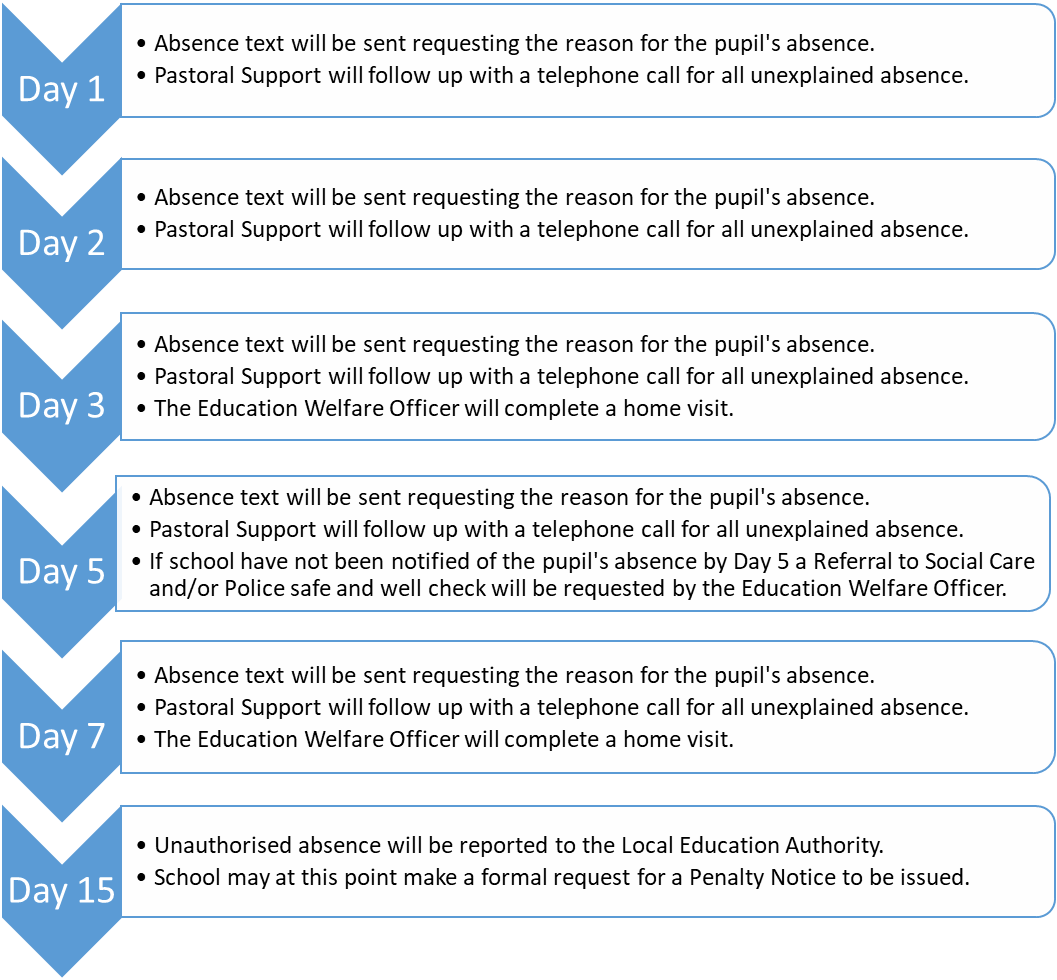 Day 1
• Absence text will be sent requesting the reason for the pupil's absence.
• Pastoral Support will follow up with a telephone call for all unexplained absence.
Day 2
• Absence text will be sent requesting the reason for the pupil's absence.
• Pastoral Support will follow up with a telephone call for all unexplained absence.
Day 3
• Absence text will be sent requesting the reason for the pupil's absence.
• Pastoral Support will follow up with a telephone call for all unexplained absence.
• The Education Welfare Officer will complete a home visit.
Day 5
• Absence text will be sent requesting the reason for the pupil's absence.
• Pastoral Support will follow up with a telephone call for all unexplained absence.
• If school have not been notified of the pupil's absence by Day 5 a Referral to Social Care
and/or Police safe and well check will be requested by the Education Welfare Officer.
Day 7
• Absence text will be sent requesting the reason for the pupil's absence.
• Pastoral Support will follow up with a telephone call for all unexplained absence.
• The Education Welfare Officer will complete a home visit.
Day 15
• Unauthorised absence will be reported to the Local Education Authority.
• School may at this point make a formal request for a Penalty Notice to be issued.